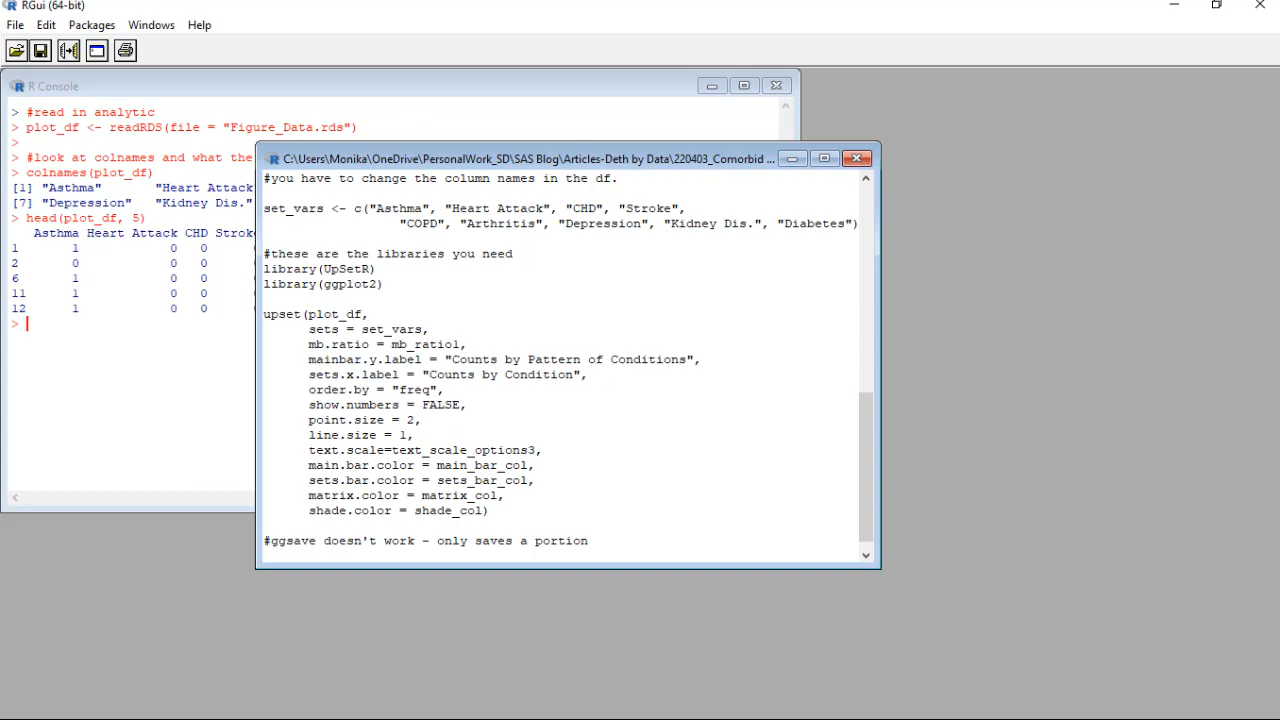 RGui (64-bit)
File Edit Packages Windows Help
R Console
> #read in analytic
> plot_df <- readRDS(file = "Figure_Data.rds")
>
> #look at colnames and what the
> colnames(plot_df)
[1] "Asthma" "Heart Attack
[7] "Depression" "Kidney Dis."
> head(plot_df, 5)
Asthma Heart Attack CHD Strok
1 1 0 0
2 0 0 0
6 1 0 0
11 1 0 0
12 1 0 0
>
C:\Users\Monika\OneDrive\PersonalWork_SD\SAS Blog\Articles-Deth by Data\220403_Comorbid ...
#you have to change the column names in the df.
set_vars <- c("Asthma", "Heart Attack", "CHD", "Stroke",
"COPD", "Arthritis", "Depression", "Kidney Dis.", "Diabetes")
#these are the libraries you need
library(UpSetR)
library(ggplot2)
upset(plot_df,
sets = set_vars,
mb.ratio = mb_ratio1,
mainbar.y.label = "Counts by Pattern of Conditions",
sets.x.label = "Counts by Condition",
order.by = "freq",
show.numbers = FALSE,
point.size = 2,
line.size = 1,
text.scale=text_scale_options3,
main.bar.color = main_bar_col,
sets.bar.color = sets_bar_col,
matrix.color = matrix_col,
shade.color = shade_col)
#ggsave doesn't work - only saves a portion